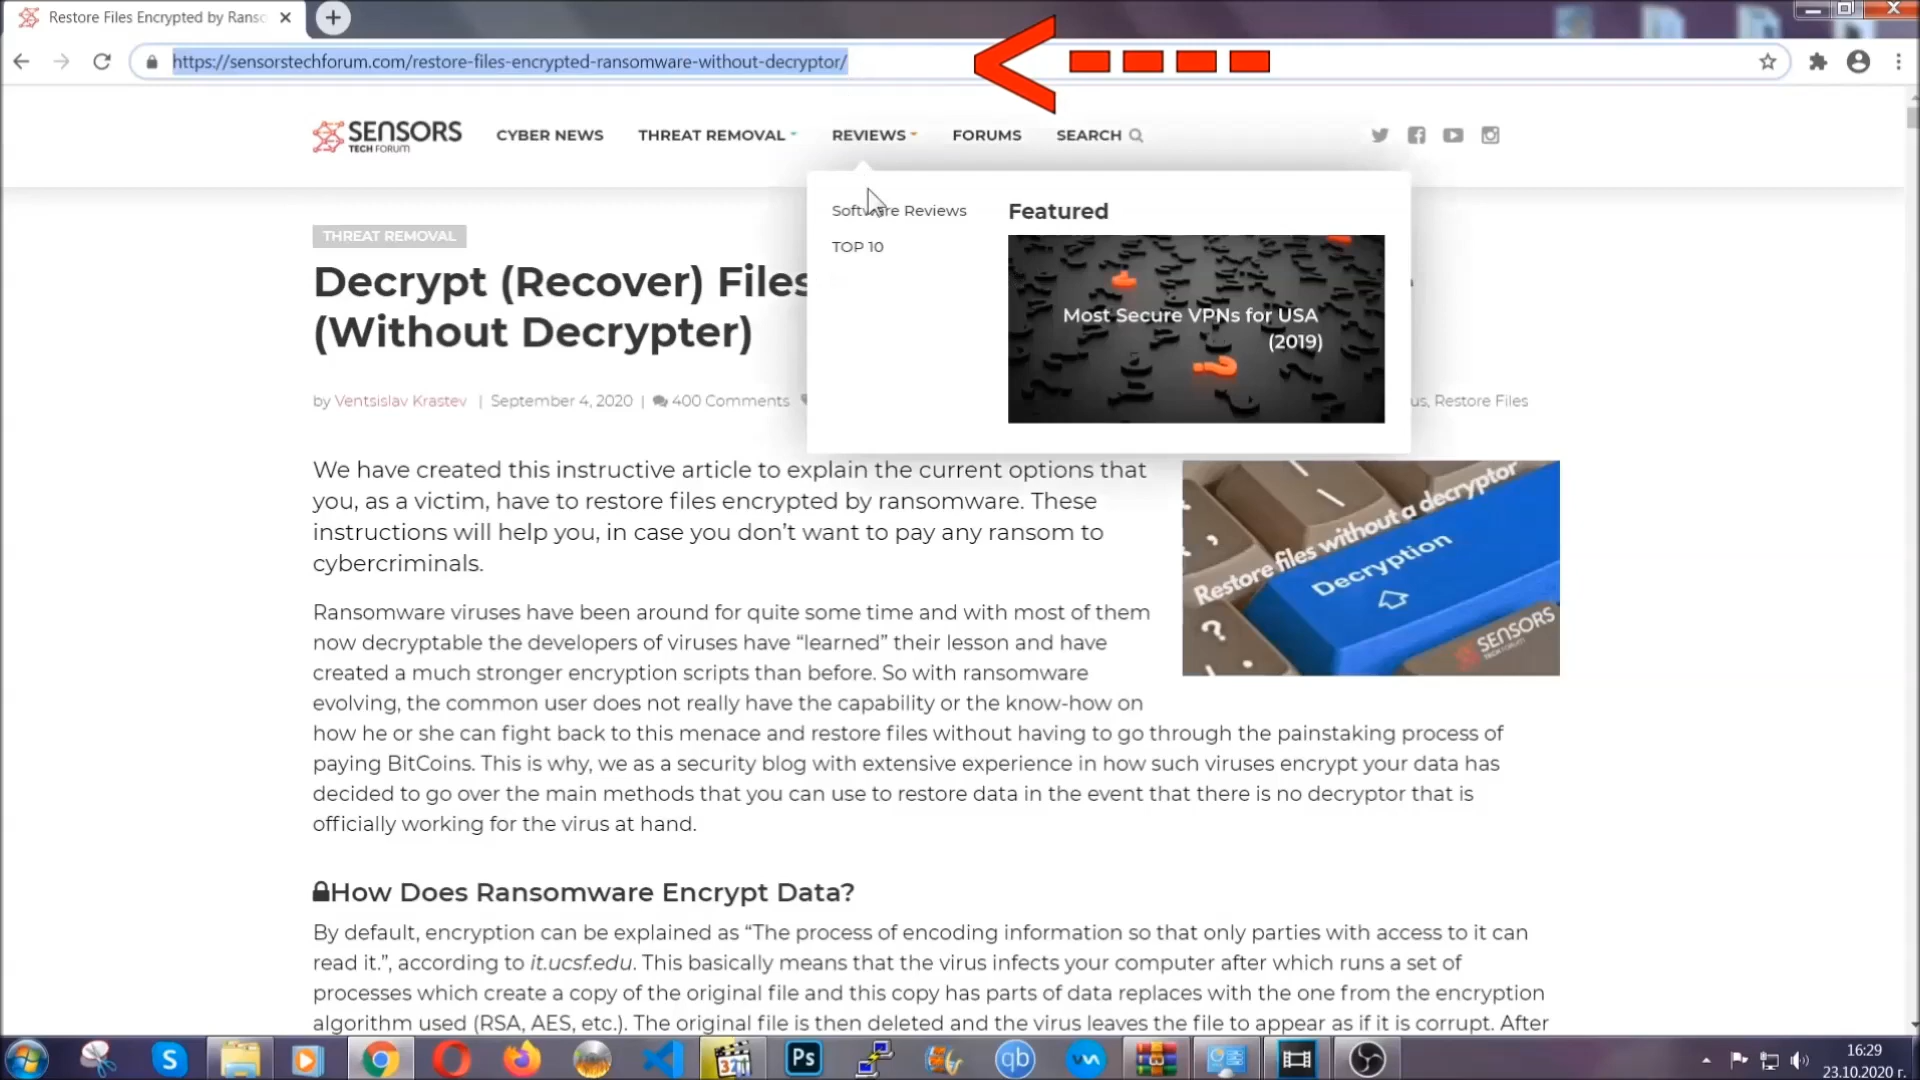 Restore Files Encrypted by Ranso
https://sensorstechforum.com/restore-files-encrypted-ransomware-without-decryptor/
SENSORS
TECH FORUM
CYBER NEWS THREAT REMOVAL REVIEWS FORUMS SEARCH
Software Reviews
TOP 10
Featured
Most Secure VPNs for USA
(2019)
THREAT REMOVAL
Decrypt (Recover) Files
(Without Decrypter)
by Ventsislav Krastev | September 4, 2020 | 400 Comments
us, Restore Files
We have created this instructive article to explain the current options that
you, as a victim, have to restore files encrypted by ransomware. These
instructions will help you, in case you don’t want to pay any ransom to
cybercriminals.
Restore files without a decryptor
Decryption
SENSORS
TECH FORUM
Ransomware viruses have been around for quite some time and with most of them
now decryptable the developers of viruses have “learned” their lesson and have
created a much stronger encryption scripts than before. So with ransomware
evolving, the common user does not really have the capability or the know-how on
how he or she can fight back to this menace and restore files without having to go through the painstaking process of
paying BitCoins. This is why, we as a security blog with extensive experience in how such viruses encrypt your data has
decided to go over the main methods that you can use to restore data in the event that there is no decryptor that is
officially working for the virus at hand.
How Does Ransomware Encrypt Data?
By default, encryption can be explained as “The process of encoding information so that only parties with access to it can
read it.”, according to it.ucsf.edu. This basically means that the virus infects your computer after which runs a set of
processes which create a copy of the original file and this copy has parts of data replaces with the one from the encryption
algorithm used (RSA, AES, etc.). The original file is then deleted and the virus leaves the file to appear as if it is corrupt. After
S
321
Ps
qb
16:29
23.10.2020 г.